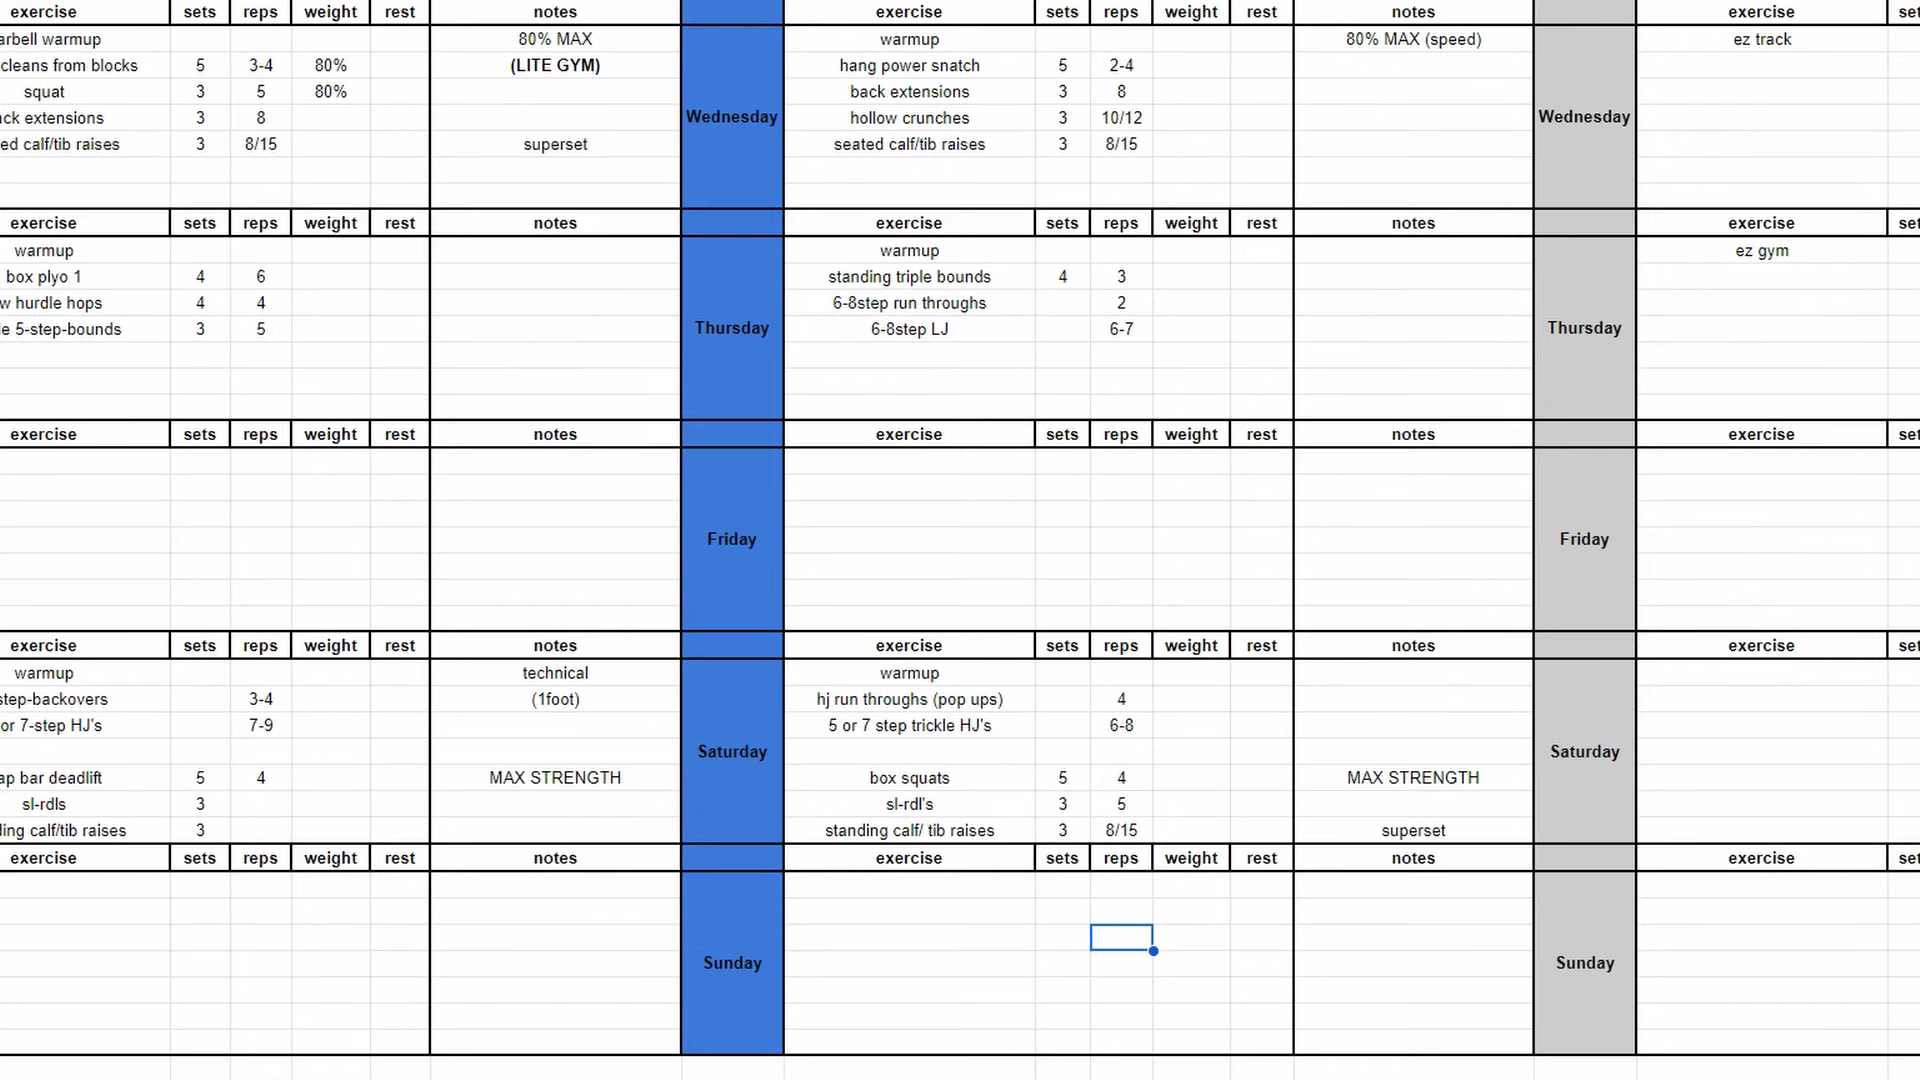 exercise sets reps weight rest notes exercise sets reps weight rest notes exercise
warmup 80% MAX warmup 80% MAX (speed) ez track
cleans from blocks 5 3-4 80% (LITE GYM) hang power snatch 5 2-4
squat 3 5 80% back extensions 3 8
extensions 3 8 Wednesday hollow crunches 3 10/12 Wednesday
calf/tib raises 3 8/15 superset seated calf/tib raises 3 8/15
exercise sets reps weight rest notes exercise sets reps weight rest notes exercise
warmup warmup ez gym
box plyo 1 4 6 standing triple bounds 4 3
hurdle hops 4 4 6-8step run throughs 2
5-step-bounds 3 5 Thursday 6-8step LJ 6-7 Thursday
exercise sets reps weight rest notes exercise sets reps weight rest notes exercise
Friday Friday
exercise sets reps weight rest notes exercise sets reps weight rest notes exercise
warmup technical warmup
step-backovers 3-4 (1foot) hj run throughs (pop ups) 4
or 7-step HJ's 7-9 5 or 7 step trickle HJ's 6-8
Saturday Saturday
bar deadlift 5 4 MAX STRENGTH box squats 5 4 MAX STRENGTH
sl-rdls 3 sl-rdl's 3 5
calf/tib raises 3 standing calf/ tib raises 3 8/15 superset
exercise sets reps weight rest notes exercise sets reps weight rest notes exercise
Sunday Sunday